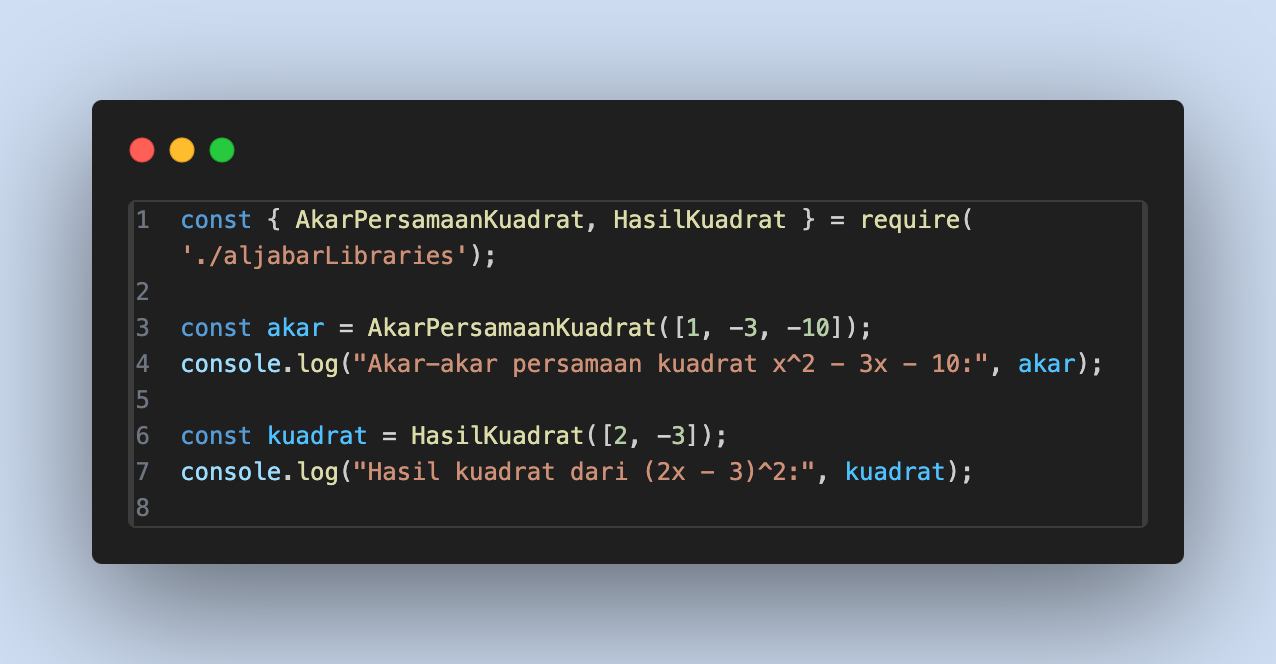 1 const { AkarPersamaanKuadrat, HasilKuadrat } = require(
'./aljabarLibraries');
2
3 const akar = AkarPersamaanKuadrat([1, -3, -10]);
4 console.log("Akar-akar persamaan kuadrat x^2 - 3x - 10:", akar);
5
6 const kuadrat = HasilKuadrat([2, -3]);
7 console.log("Hasil kuadrat dari (2x - 3)^2:", kuadrat);
8